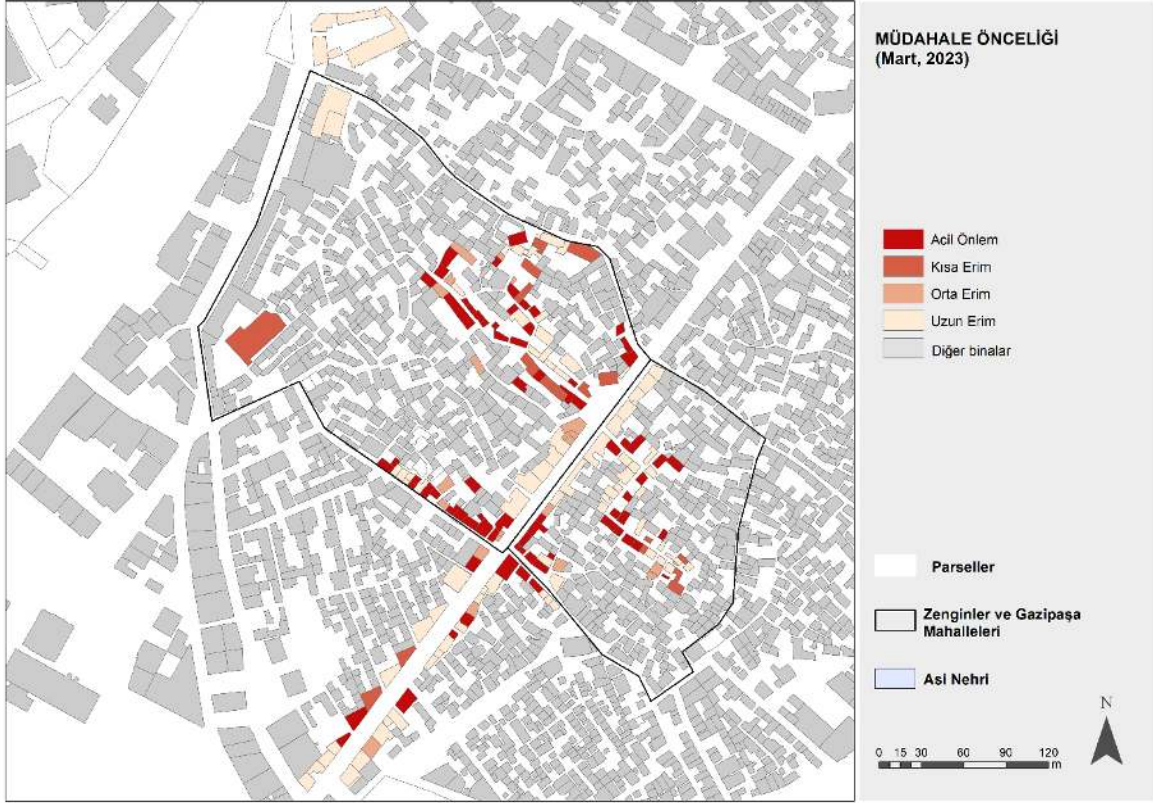 MÜDAHALE ÖNCELİĞİ
(Mart, 2023)
Acil Önlem
Kısa Erim
Orta Erim
Uzun Erim
Diğer binalar
Parseller
Zenginler ve Gazipaşa
Mahalleleri
Asi Nehri
N
0 15 30 60 90 120
m